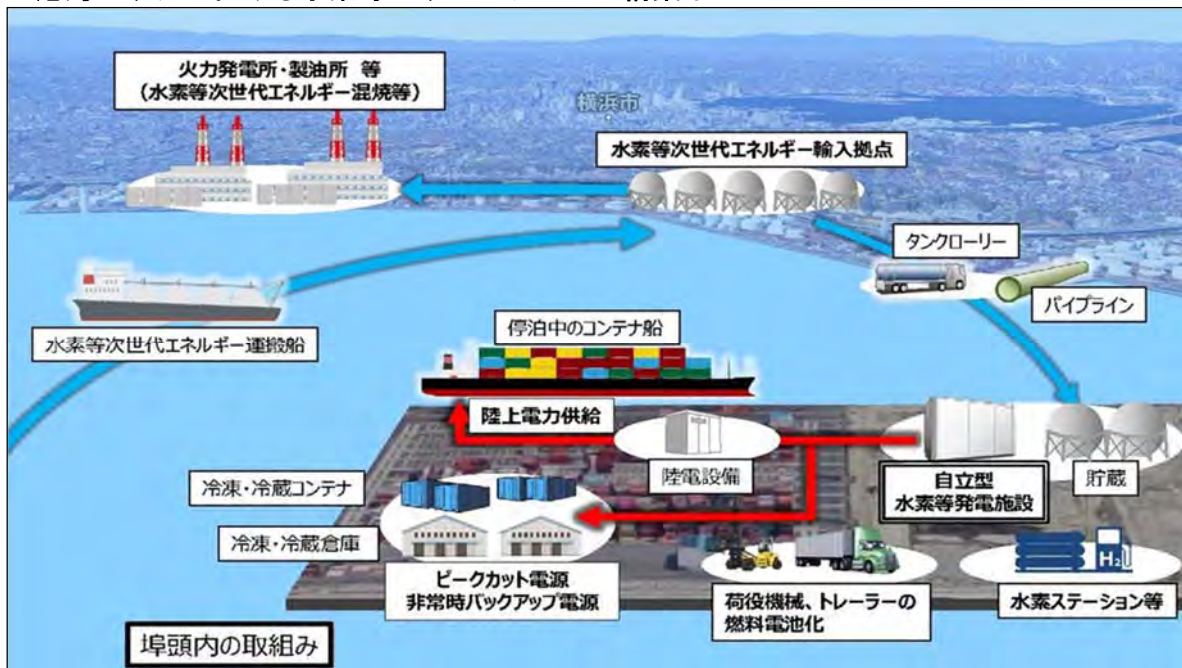 火力発電所・製油所 等
（水素等次世代エネルギー混焼等）
横浜市
水素等次世代エネルギー輸入拠点
タンクローリー
パイプライン
水素等次世代エネルギー運搬船
停泊中のコンテナ船
陸上電力供給
陸電設備
自立型
水素等発電施設
貯蔵
冷凍・冷蔵コンテナ
冷凍・冷蔵倉庫
ピークカット電源
非常時バックアップ電源
荷役機械、トレーラーの
燃料電池化
H2
水素ステーション等
埠頭内の取組み